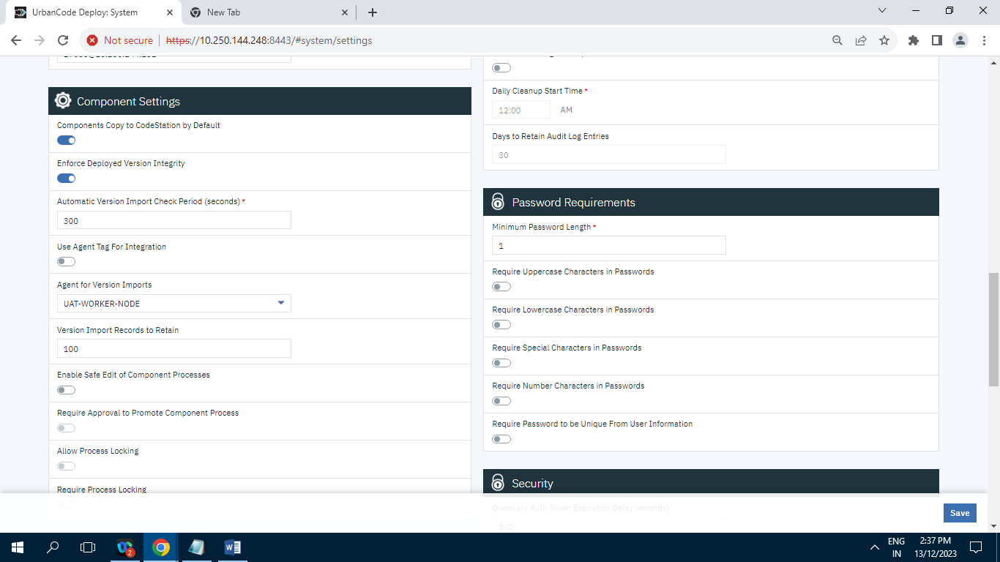 UrbanCode Deploy: System
New Tab
Not secure
https://10.250.144.248:8443/#system/settings
Component Settings
Components Copy to CodeStation by Default
Enforce Deployed Version Integrity
Automatic Version Import Check Period (seconds) *
300
Use Agent Tag For Integration
Agent for Version Imports
UAT-WORKER-NODE
Version Import Records to Retain
100
Enable Safe Edit of Component Processes
Require Approval to Promote Component Process
Allow Process Locking
Require Process Locking
Daily Cleanup Start Time *
12:00 AM
Days to Retain Audit Log Entries
30
Password Requirements
Minimum Password Length *
1
Require Uppercase Characters in Passwords
Require Lowercase Characters in Passwords
Require Special Characters in Passwords
Require Number Characters in Passwords
Require Password to be Unique From User Information
Security
Discovery Auth Token Expiration Delay(seconds)
300
Save
2
ENG
IN
2:37 PM
13/12/2023